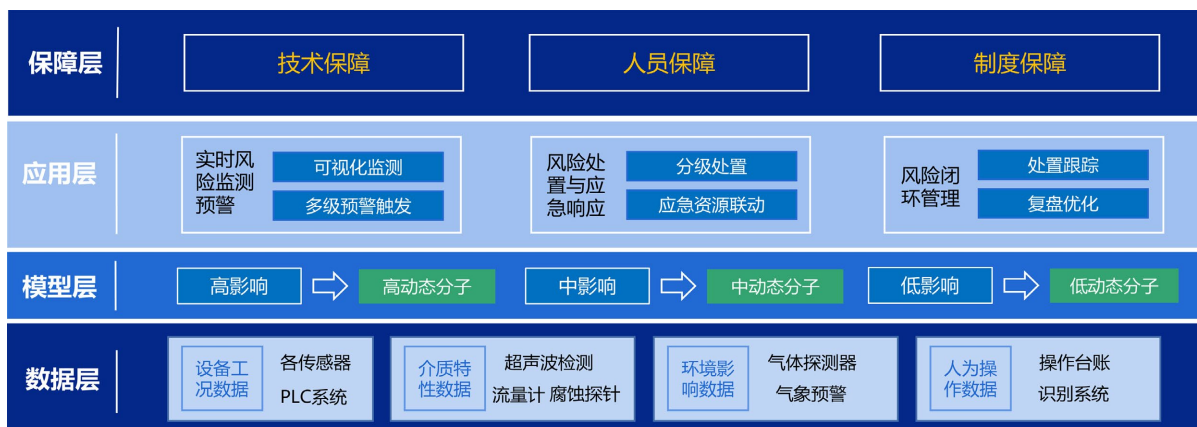 保障层
技术保障
人员保障
制度保障
应用层
实时风
险监测
预警
可视化监测
多级预警触发
风险处
置与应
急响应
分级处置
应急资源联动
风险闭
环管理
处置跟踪
复盘优化
模型层
高影响
高动态分子
中影响
中动态分子
低影响
低动态分子
数据层
设备工
况数据
各传感器
PLC系统
介质特
性数据
超声波检测
流量计 腐蚀探针
环境影
响数据
气体探测器
气象预警
人为操
作数据
操作台账
识别系统